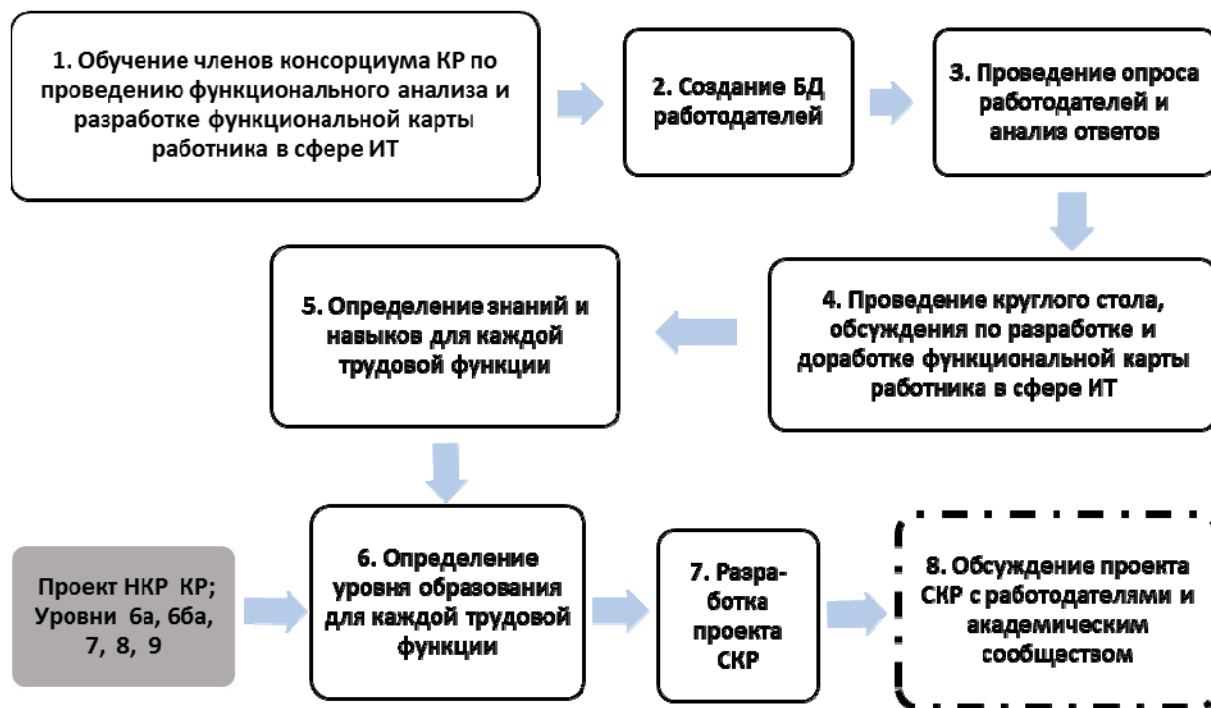 1. Обучение членов консорциума КР по
проведению функционального анализа и
разработке функциональной карты
работника в сфере ИТ
2. Создание БД
работодателей
3. Проведение опроса
работодателей и
анализ ответов
4. Проведение круглого стола,
обсуждения по разработке и
доработке функциональной карты
работника в сфере ИТ
5. Определение знаний и
навыков для каждой
трудовой функции
Проект НКР КР;
Уровни 6а, 6ба,
7, 8, 9
6. Определение
уровня образования
для каждой трудовой
функции
7. Разра-
ботка
проекта
СКР
8. Обсуждение проекта
СКР с работодателями и
академическим
сообществом